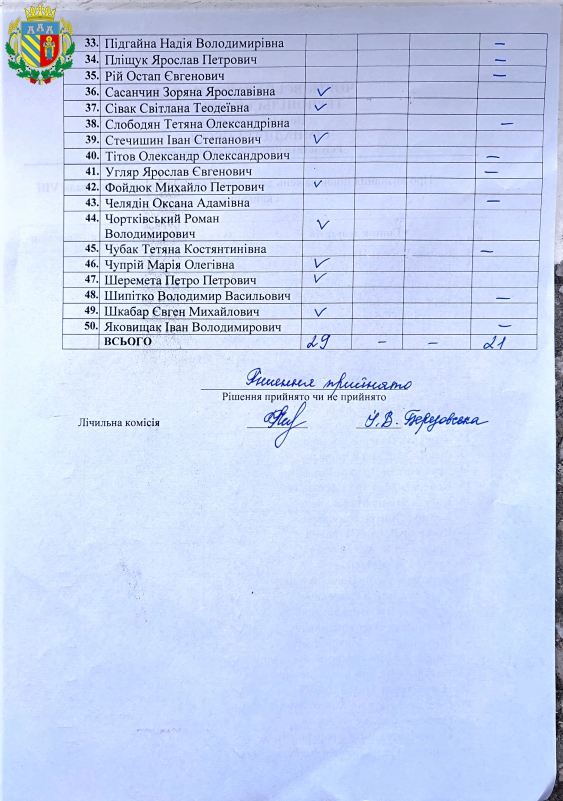 33. Підгайна Надія Володимирівна –
34. Пліщук Ярослав Петрович –
35. Рій Остап Євгенович –
36. Сасанчин Зоряна Ярославівна ✓
37. Сівак Світлана Теодеївна ✓
38. Слободян Тетяна Олександрівна –
39. Стечишин Іван Степанович ✓
40. Тітов Олександр Олександрович –
41. Угляр Ярослав Євгенович –
42. Фойдюк Михайло Петрович ✓
43. Челядін Оксана Адамівна –
44. Чортківський Роман
Володимирович ✓
45. Чубак Тетяна Костянтинівна –
46. Чупрій Марія Олегівна ✓
47. Шеремета Петро Петрович ✓
48. Шипітко Володимир Васильович –
49. Шкабар Євген Михайлович ✓
50. Яковищак Іван Володимирович –
ВСЬОГО 29 – – 21
Рішення прийнято
Рішення прийнято чи не прийнято
Лічильна комісія І.В. Березовська